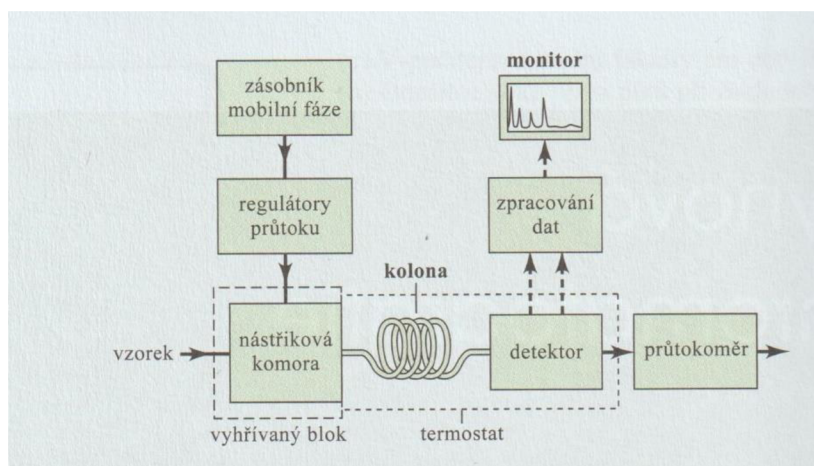 zásobník
mobilní fáze
regulátory
průtoku
monitor
zpracování
dat
kolona
vzorek
nástřiková
komora
detektor
průtokoměr
vyhřívaný blok
termostat